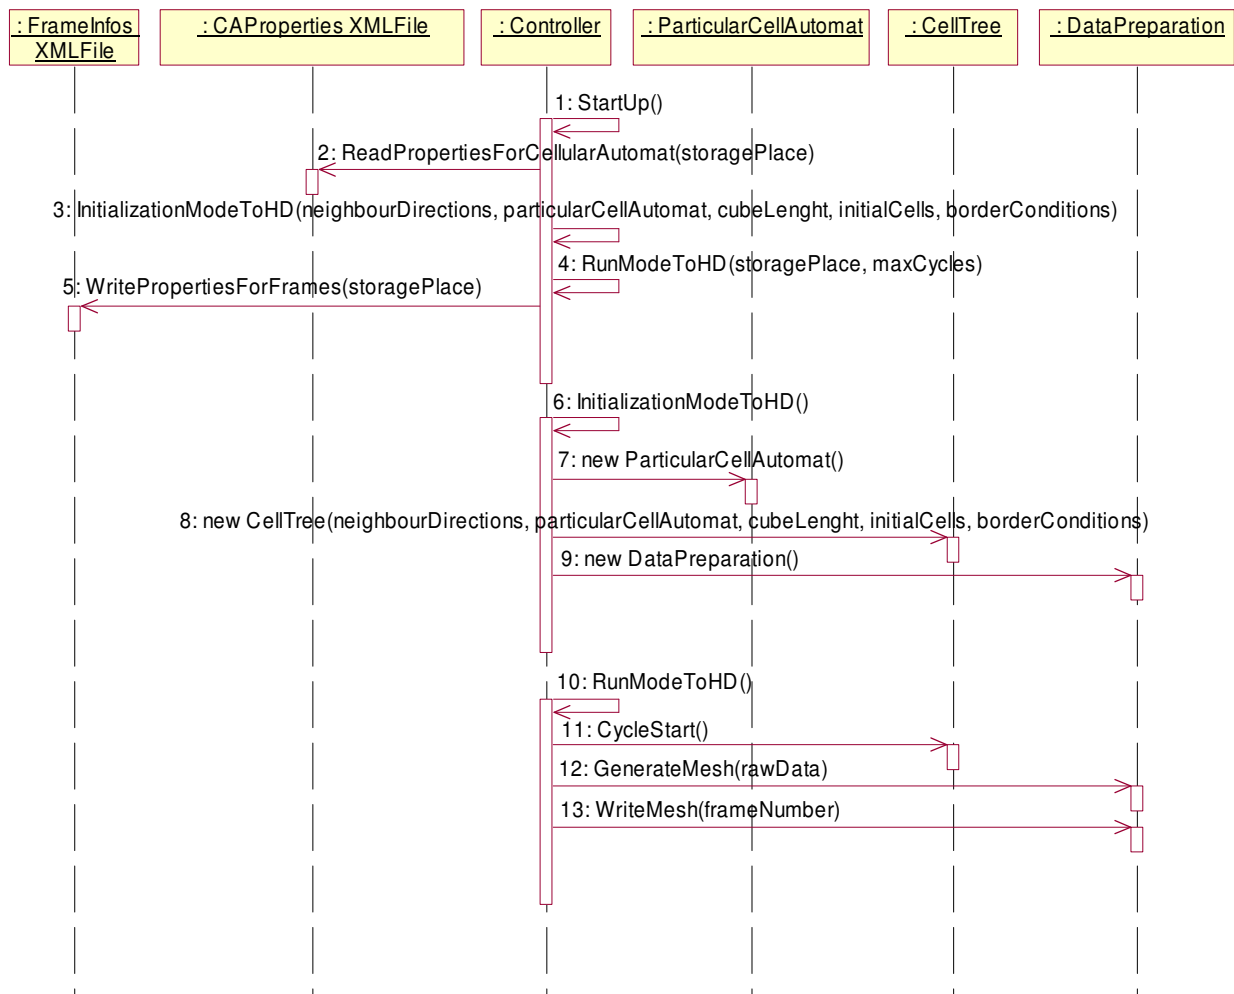 : FrameInfos
XMLFile
: CAProperties XMLFile
: Controller
: ParticularCellAutomat
: CellTree
: DataPreparation
1: StartUp()
2: ReadPropertiesForCellularAutomat(storagePlace)
3: InitializationModeToHD(neighbourDirections, particularCellAutomat, cubeLenght, initialCells, borderConditions)
4: RunModeToHD(storagePlace, maxCycles)
5: WritePropertiesForFrames(storagePlace)
6: InitializationModeToHD()
7: new ParticularCellAutomat()
8: new CellTree(neighbourDirections, particularCellAutomat, cubeLenght, initialCells, borderConditions)
9: new DataPreparation()
10: RunModeToHD()
11: CycleStart()
12: GenerateMesh(rawData)
13: WriteMesh(frameNumber)